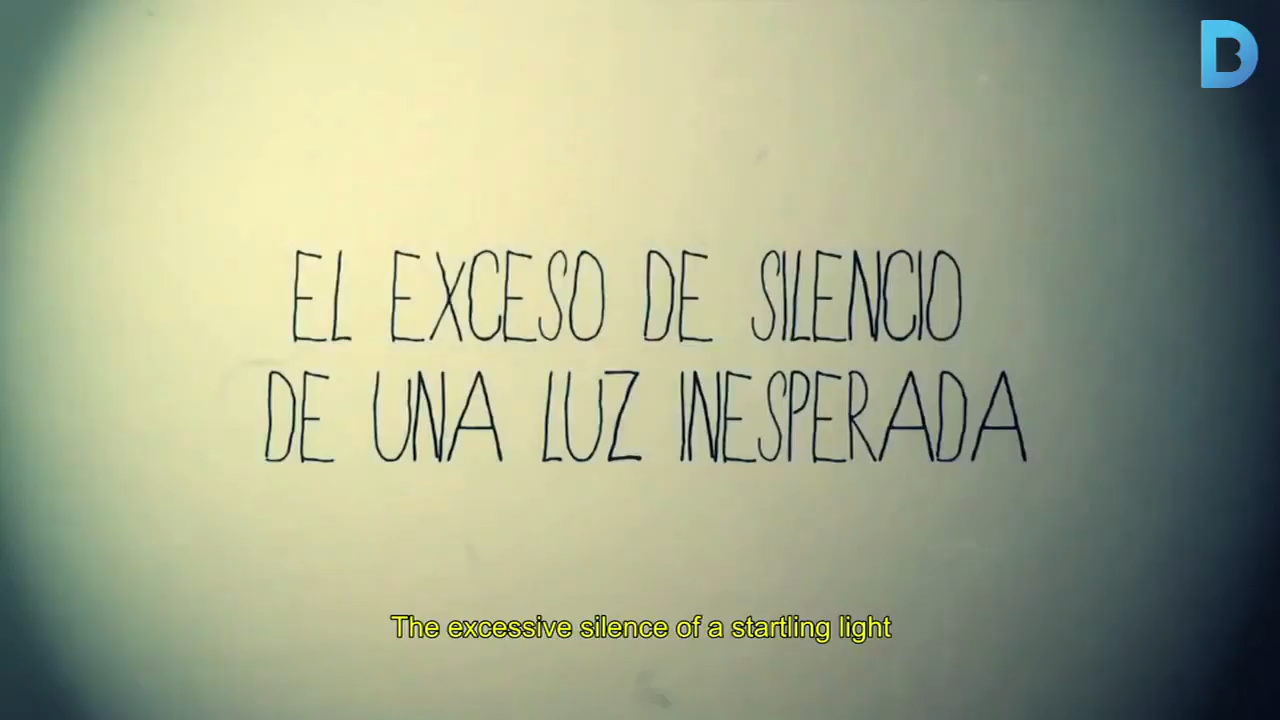 EL EXCESO DE SILENCIO
DE UNA LUZ INESPERADA
The excessive silence of a startling light